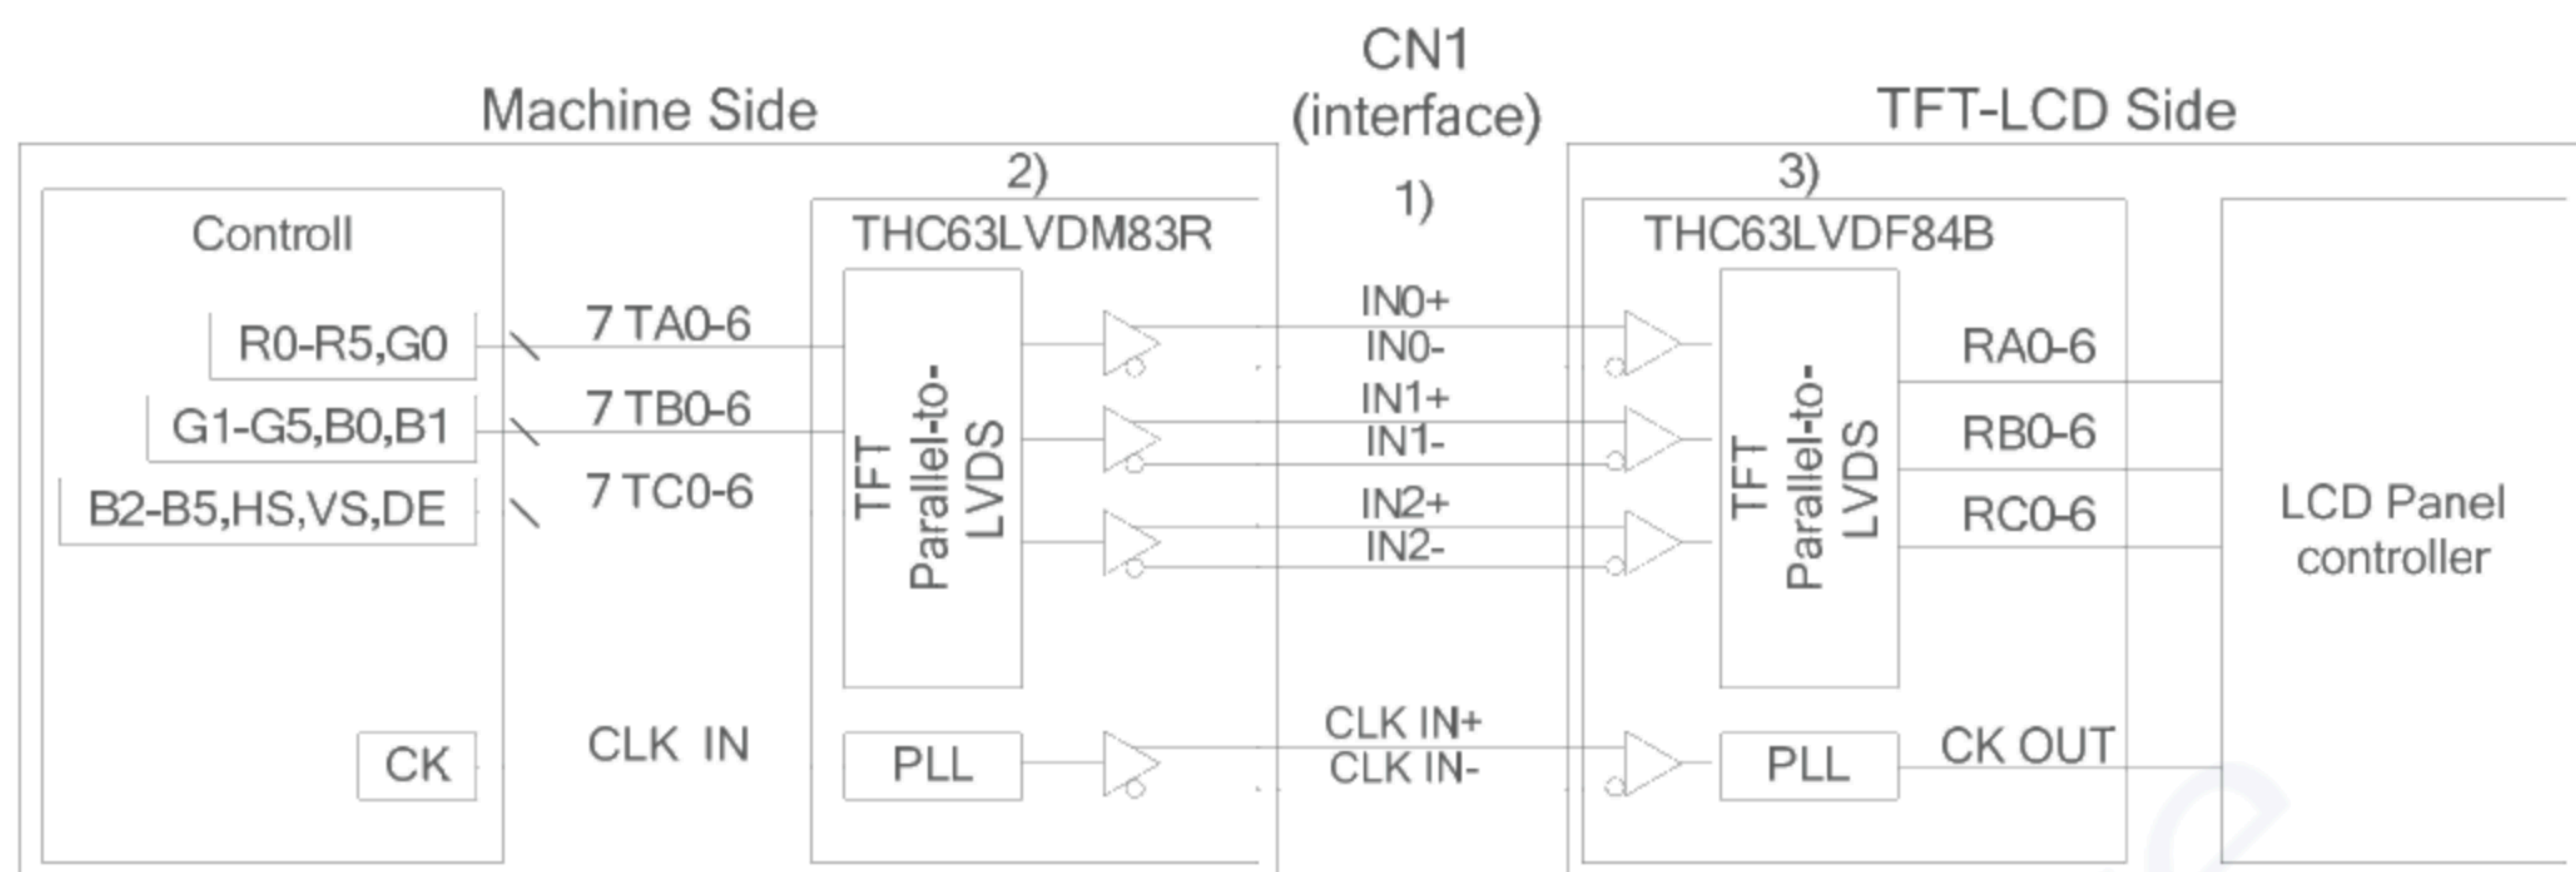 CN1
(interface)
1)
Machine Side
TFT-LCD Side
2)
3)
Controll
THC63LVDM83R
THC63LVDF84B
R0-R5,G0
7 TA0-6
G1-G5,B0,B1
7 TB0-6
B2-B5,HS,VS,DE
7 TC0-6
TFT
Parallel-to-
LVDS
IN0+
IN0-
IN1+
IN1-
IN2+
IN2-
TFT
Parallel-to-
LVDS
RA0-6
RB0-6
RC0-6
LCD Panel
controller
CK
CLK IN
PLL
CLK IN+
CLK IN-
PLL
CK OUT